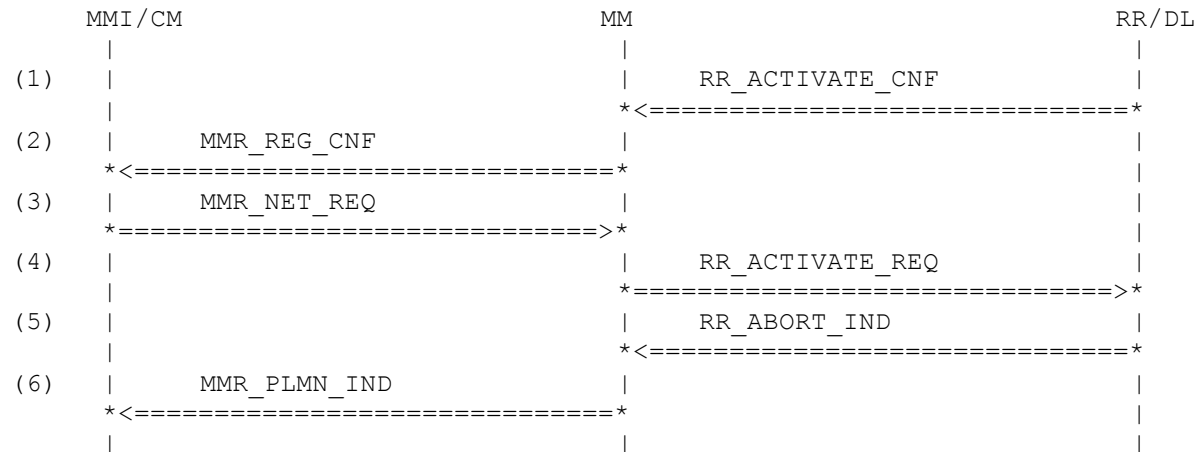 MMI/CM MM RR/DL
| | |
(1) | | RR_ACTIVATE_CNF |
| *<==============================*
(2) | MMR_REG_CNF | |
*<==============================* |
(3) | MMR_NET_REQ | |
*==============================>* |
(4) | | RR_ACTIVATE_REQ |
| *==============================>*
(5) | | RR_ABORT_IND |
| *<==============================*
(6) | MMR_PLMN_IND | |
*<==============================* |
| | |